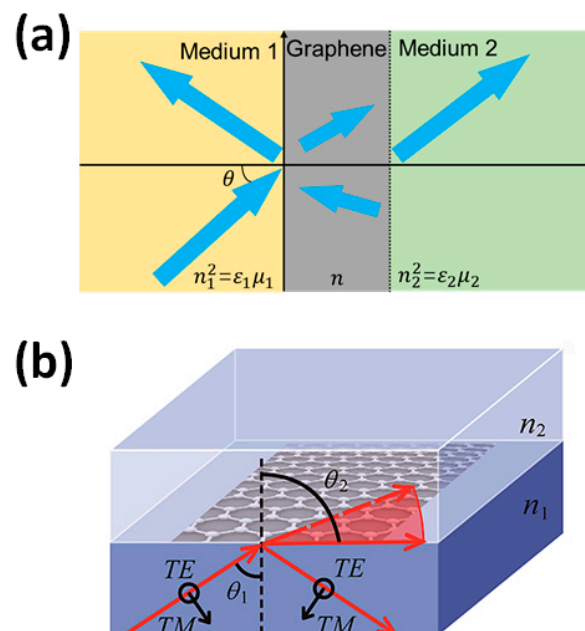 (a)
Medium 1 Graphene Medium 2
θ
n₁²=ε₁μ₁ n n₂²=ε₂μ₂
(b)
n₂
θ₂
n₁
TE TE
θ₁
TM TM